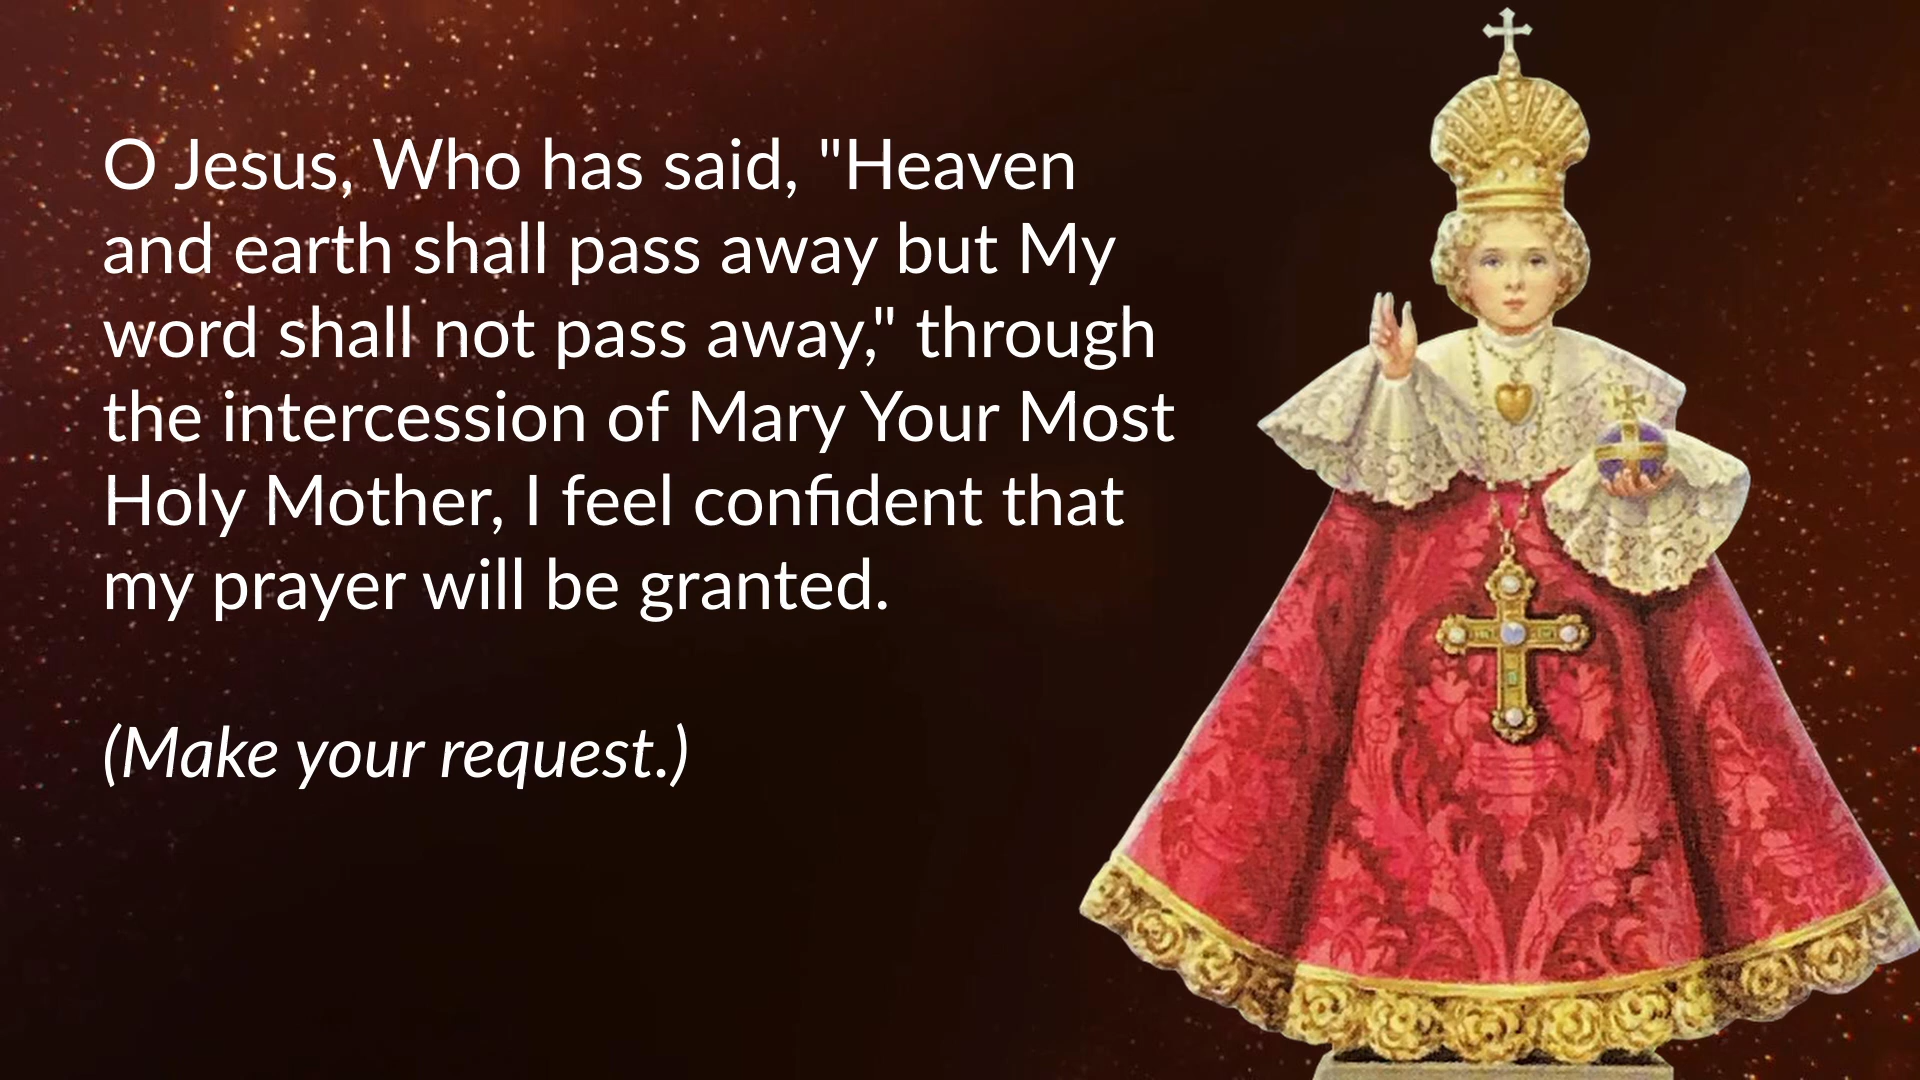 O Jesus, Who has said, "Heaven
and earth shall pass away but My
word shall not pass away," through
the intercession of Mary Your Most
Holy Mother, I feel confident that
my prayer will be granted.
(Make your request.)